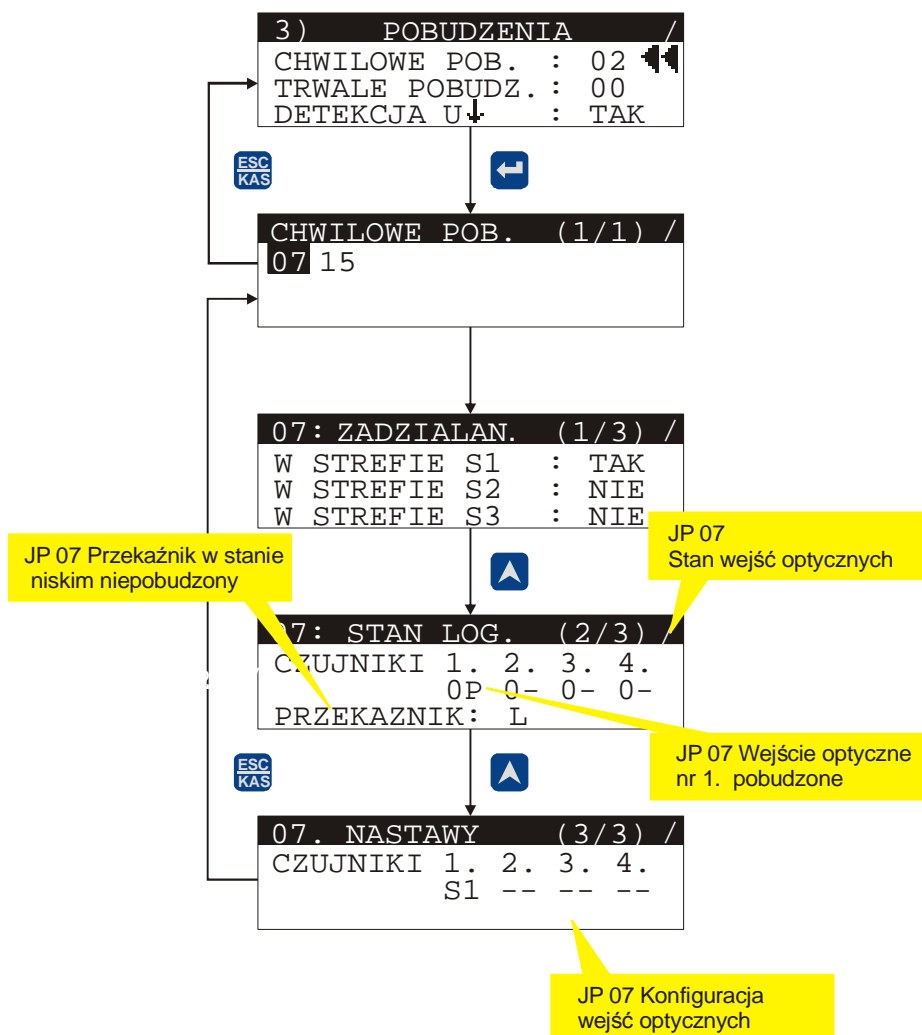 3) POBUDZENIA /
CHWILOWE POB. : 02
TRWALE POBUDZ.: 00
DETEKCJA U↓ : TAK
ESC
KAS
CHWILOWE POB. (1/1) /
07 15
07: ZADZIALAN. (1/3) /
W STREFIE S1 : TAK
W STREFIE S2 : NIE
W STREFIE S3 : NIE
JP 07 Przekaźnik w stanie
niskim niepobudzony
JP 07
Stan wejść optycznych
07: STAN LOG. (2/3) /
CZUJNIKI 1. 2. 3. 4.
0P 0- 0- 0-
PRZEKAZNIK: L
JP 07 Wejście optyczne
nr 1. pobudzone
ESC
KAS
07. NASTAWY (3/3) /
CZUJNIKI 1. 2. 3. 4.
S1 -- -- --
JP 07 Konfiguracja
wejść optycznych